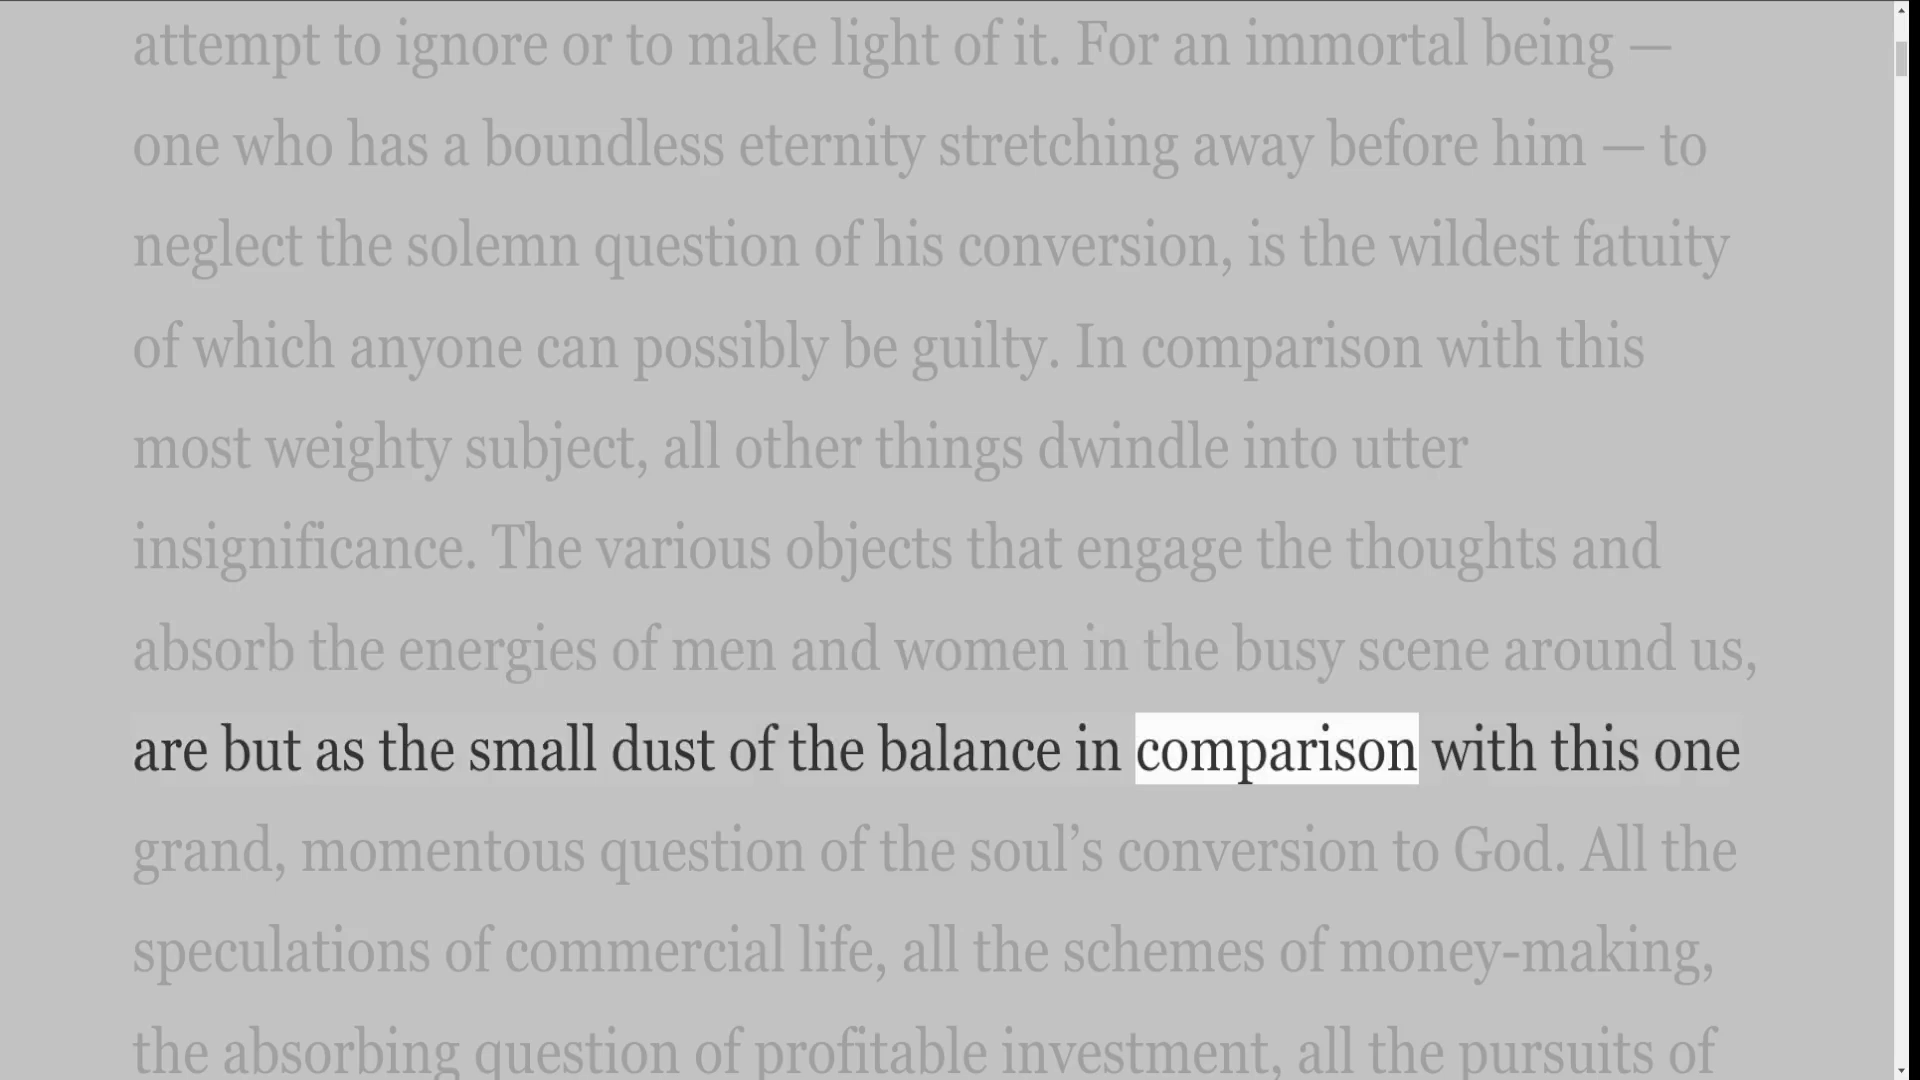 attempt to ignore or to make light of it. For an immortal being —
one who has a boundless eternity stretching away before him — to
neglect the solemn question of his conversion, is the wildest fatuity
of which anyone can possibly be guilty. In comparison with this
most weighty subject, all other things dwindle into utter
insignificance. The various objects that engage the thoughts and
absorb the energies of men and women in the busy scene around us,
are but as the small dust of the balance in comparison with this one
grand, momentous question of the soul’s conversion to God. All the
speculations of commercial life, all the schemes of money-making,
the absorbing question of profitable investment, all the pursuits of